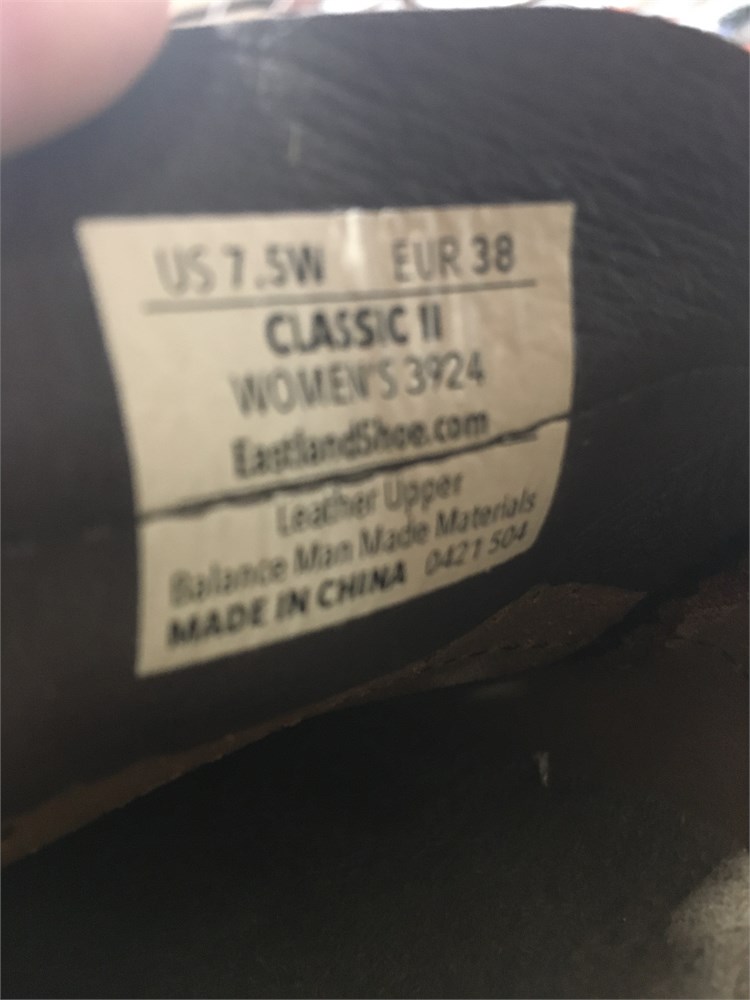 US 7.5W EUR 38
CLASSIC II
WOMEN'S 3924
EastlandShoe.com
Leather Upper
Balance Man Made Materials
MADE IN CHINA 0421 504